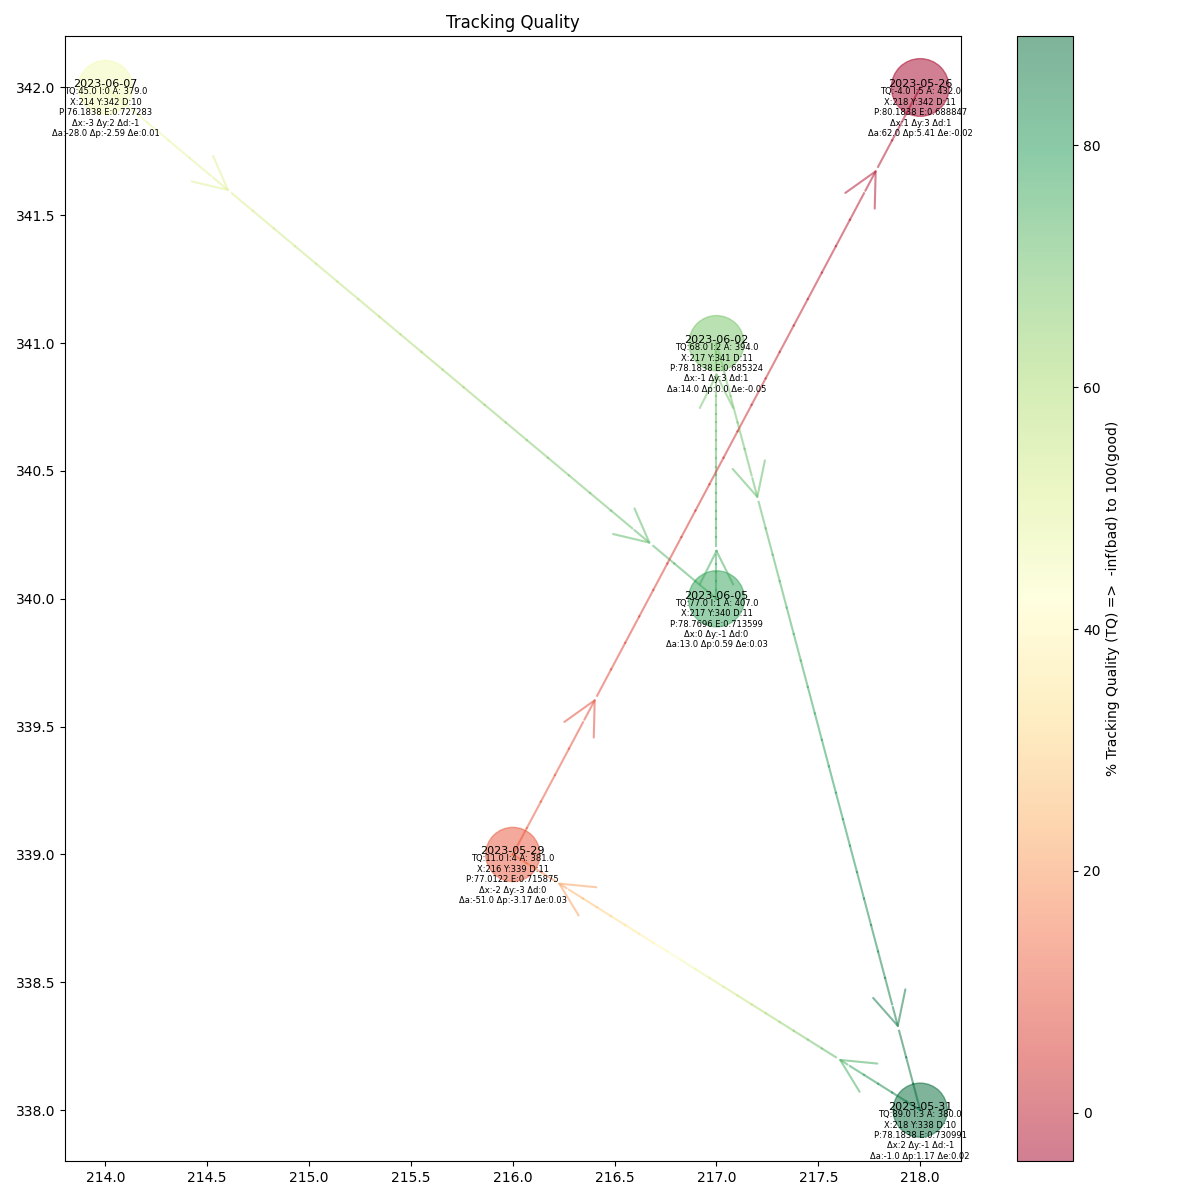 Tracking Quality
342.0
341.5
341.0
340.5
340.0
339.5
339.0
338.5
338.0
2023-06-07
TQ:45.0 I:0 A: 379.0
X:214 Y:342 D:10
P:76.1838 E:0.727283
Δx:-3 Δy:2 Δd:-1
Δa:-28.0 Δp:-2.59 Δe:0.01
2023-05-26
TQ:-4.0 I:5 A: 432.0
X:218 Y:342 D:11
P:80.1838 E:0.688847
Δx:1 Δy:3 Δd:1
Δa:62.0 Δp:5.41 Δe:-0.02
2023-06-02
TQ:68.0 I:2 A: 394.0
X:217 Y:341 D:11
P:78.1838 E:0.685324
Δx:-1 Δy:3 Δd:1
Δa:14.0 Δp:0.0 Δe:-0.05
2023-06-05
TQ:77.0 I:1 A: 407.0
X:217 Y:340 D:11
P:78.7696 E:0.713599
Δx:0 Δy:-1 Δd:0
Δa:13.0 Δp:0.59 Δe:0.03
2023-05-29
TQ:11.0 I:4 A: 381.0
X:216 Y:339 D:11
P:77.0122 E:0.715875
Δx:-2 Δy:-3 Δd:0
Δa:-51.0 Δp:-3.17 Δe:0.03
2023-05-31
TQ:89.0 I:3 A: 380.0
X:218 Y:338 D:10
P:78.1838 E:0.730991
Δx:2 Δy:-1 Δd:-1
Δa:-1.0 Δp:1.17 Δe:0.02
214.0 214.5 215.0 215.5 216.0 216.5 217.0 217.5 218.0
80
60
40
20
0
% Tracking Quality (TQ) => -inf(bad) to 100(good)